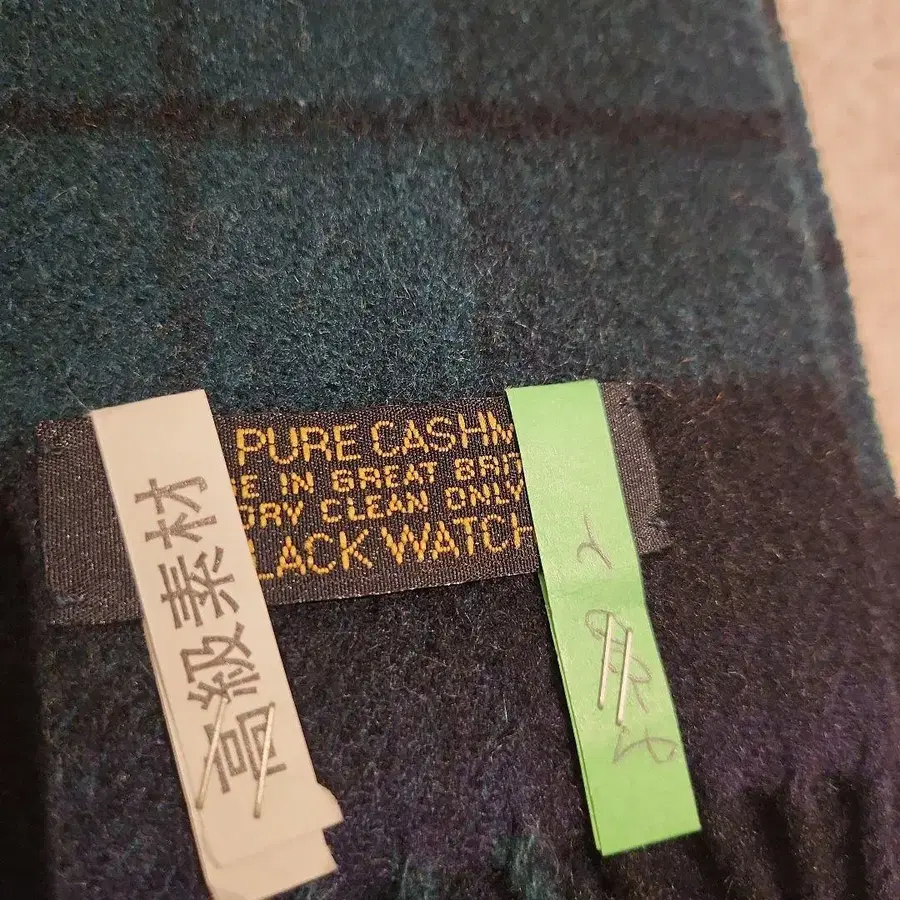 PURE CASHM
E IN GREAT BRIT
DRY CLEAN ONLY
LACK WATCH
高級素材